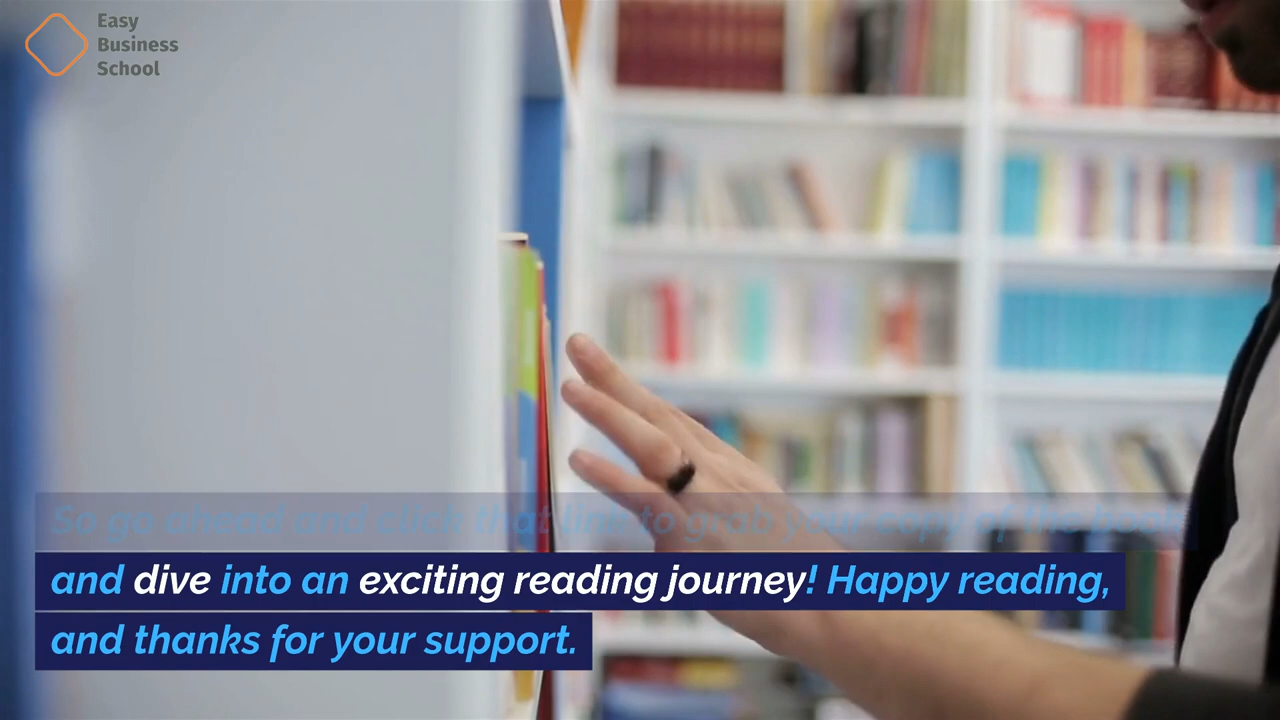 Easy
Business
School
So go ahead and click that link to grab your copy of the book
and dive into an exciting reading journey! Happy reading,
and thanks for your support.